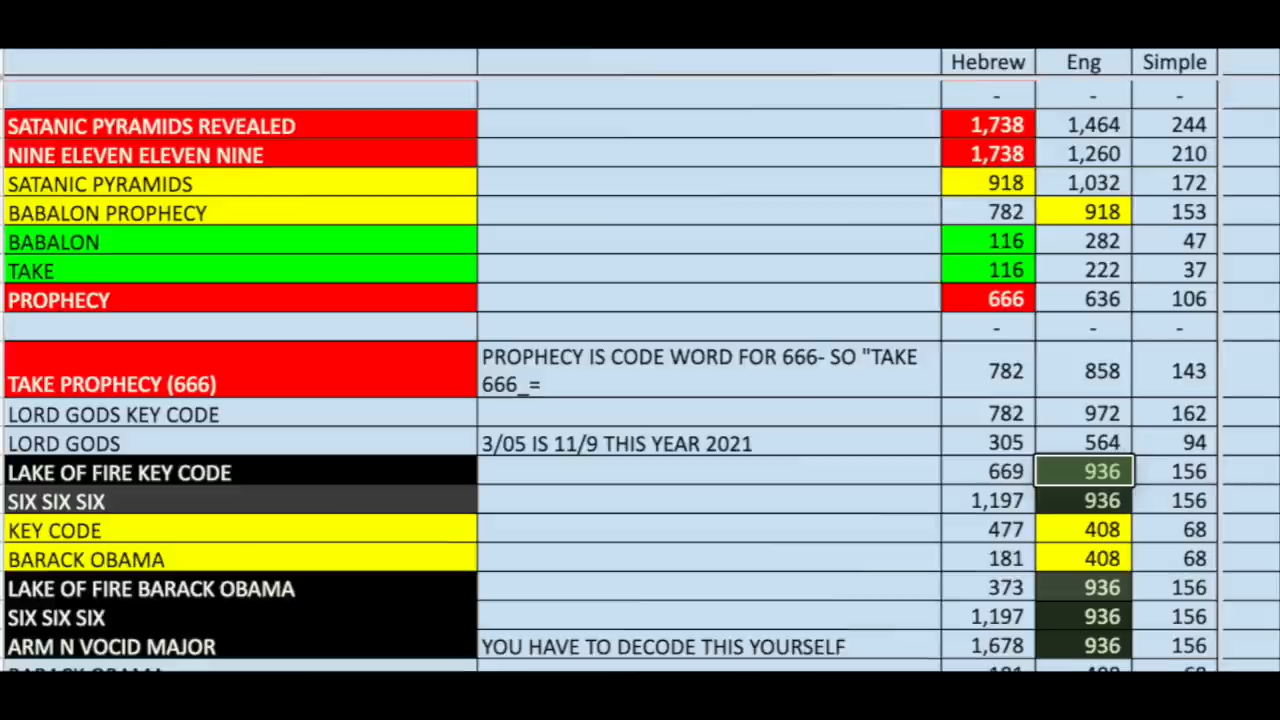 Hebrew Eng Simple
- - -
SATANIC PYRAMIDS REVEALED 1,738 1,464 244
NINE ELEVEN ELEVEN NINE 1,738 1,260 210
SATANIC PYRAMIDS 918 1,032 172
BABALON PROPHECY 782 918 153
BABALON 116 282 47
TAKE 116 222 37
PROPHECY 666 636 106
- - -
PROPHECY IS CODE WORD FOR 666- SO "TAKE
TAKE PROPHECY (666) 666_= 782 858 143
LORD GODS KEY CODE 782 972 162
LORD GODS 3/05 IS 11/9 THIS YEAR 2021 305 564 94
LAKE OF FIRE KEY CODE 669 936 156
SIX SIX SIX 1,197 936 156
KEY CODE 477 408 68
BARACK OBAMA 181 408 68
LAKE OF FIRE BARACK OBAMA 373 936 156
SIX SIX SIX 1,197 936 156
ARM N VOCID MAJOR YOU HAVE TO DECODE THIS YOURSELF 1,678 936 156